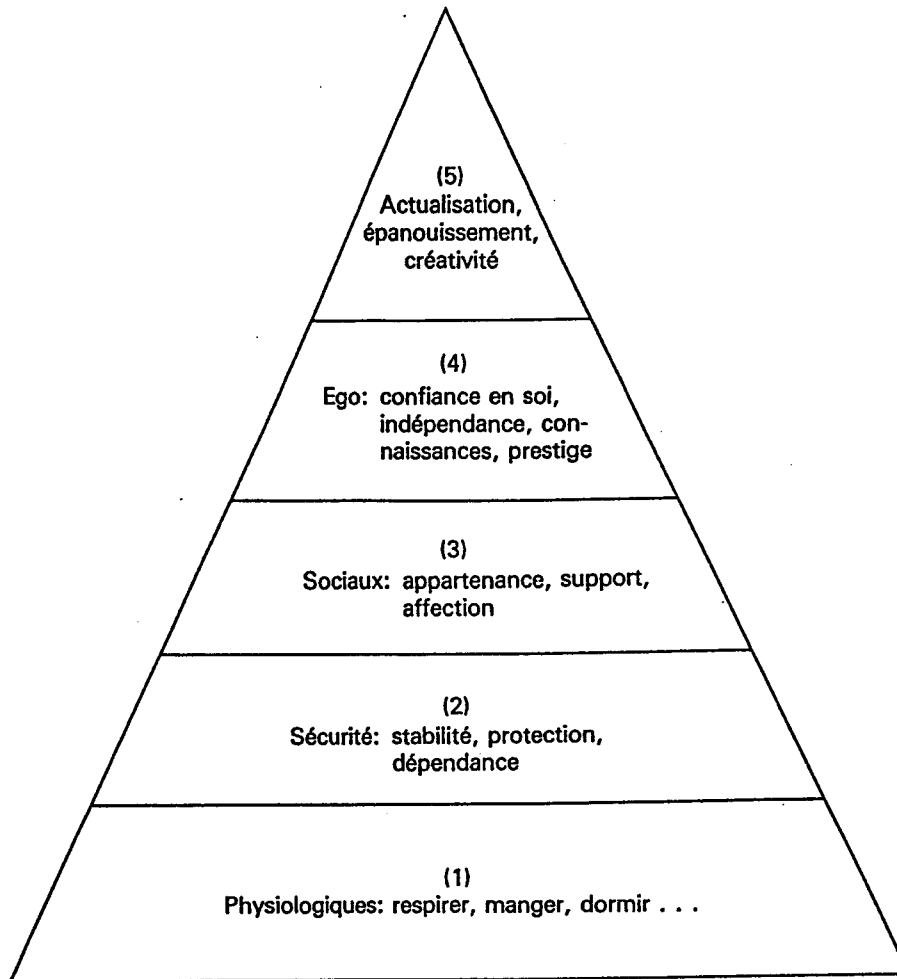 (5)
Actualisation,
épanouissement,
créativité
(4)
Ego: confiance en soi,
indépendance, con-
naissances, prestige
(3)
Sociaux: appartenance, support,
affection
(2)
Sécurité: stabilité, protection,
dépendance
(1)
Physiologiques: respirer, manger, dormir . . .